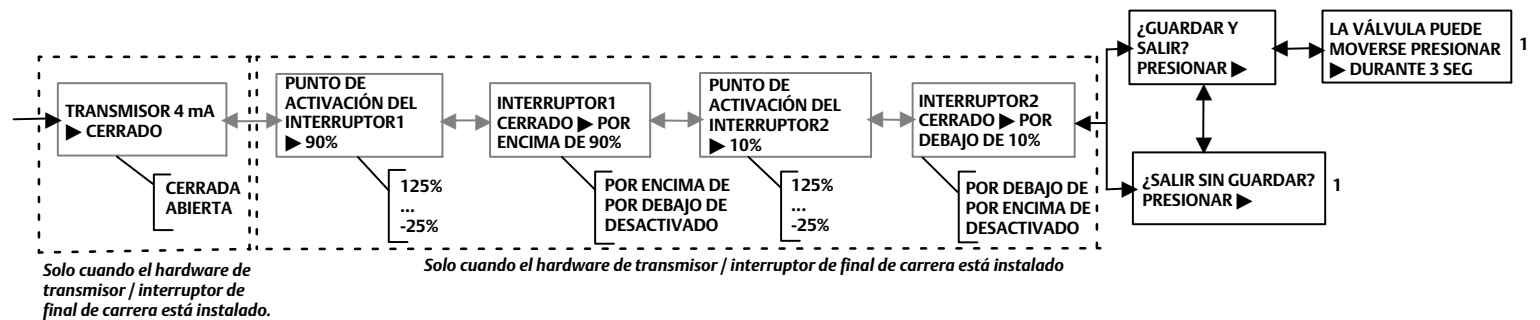 TRANSMISOR 4 mA
▶ CERRADO
CERRADA
ABIERTA
Solo cuando el hardware de
transmisor / interruptor de
final de carrera está instalado.
PUNTO DE
ACTIVACIÓN DEL
INTERRUPTOR1
▶ 90%
125%
...
-25%
INTERRUPTOR1
CERRADO ▶ POR
ENCIMA DE 90%
POR ENCIMA DE
POR DEBAJO DE
DESACTIVADO
PUNTO DE
ACTIVACIÓN DEL
INTERRUPTOR2
▶ 10%
125%
...
-25%
INTERRUPTOR2
CERRADO ▶ POR
DEBAJO DE 10%
POR DEBAJO DE
POR ENCIMA DE
DESACTIVADO
Solo cuando el hardware de transmisor / interruptor de final de carrera está instalado
¿GUARDAR Y
SALIR?
PRESIONAR ▶
LA VÁLVULA PUEDE
MOVERSE PRESIONAR
▶ DURANTE 3 SEG
1
¿SALIR SIN GUARDAR?
PRESIONAR ▶
1